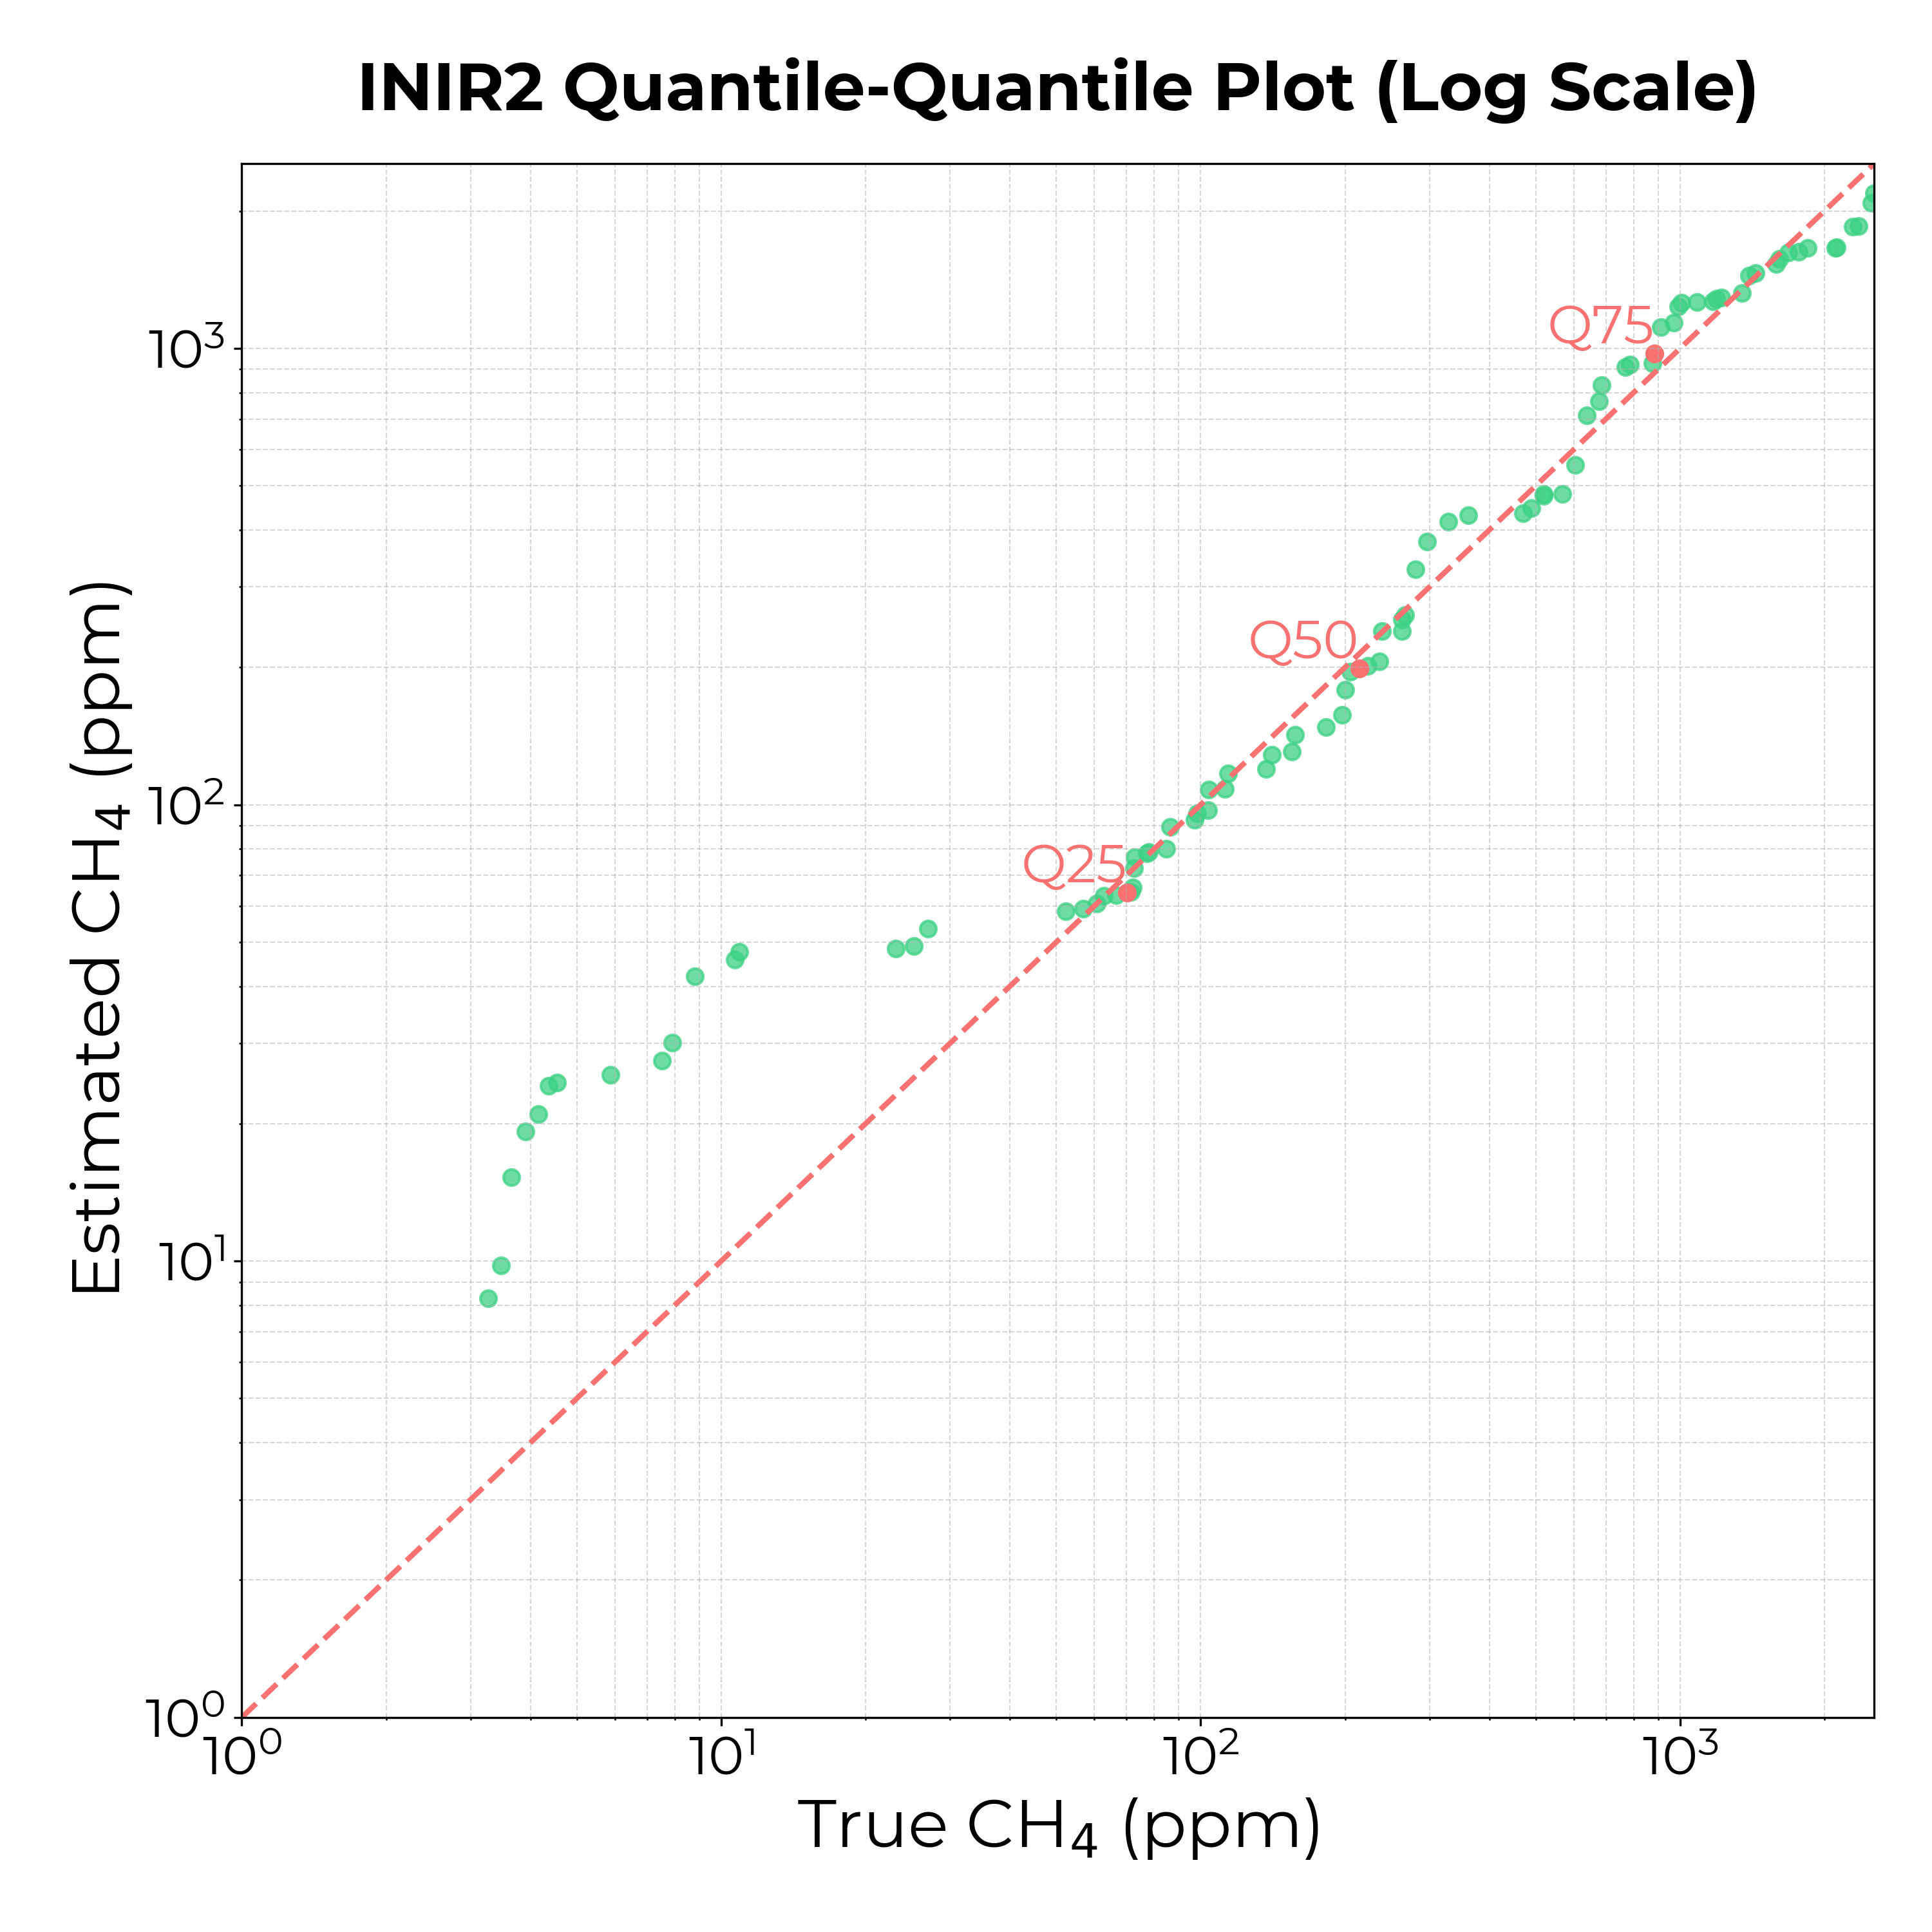 INIR2 Quantile-Quantile Plot (Log Scale)
Estimated CH₄ (ppm)
10³
10²
10¹
10⁰
Q75
Q50
Q25
10⁰ 10¹ 10² 10³
True CH₄ (ppm)